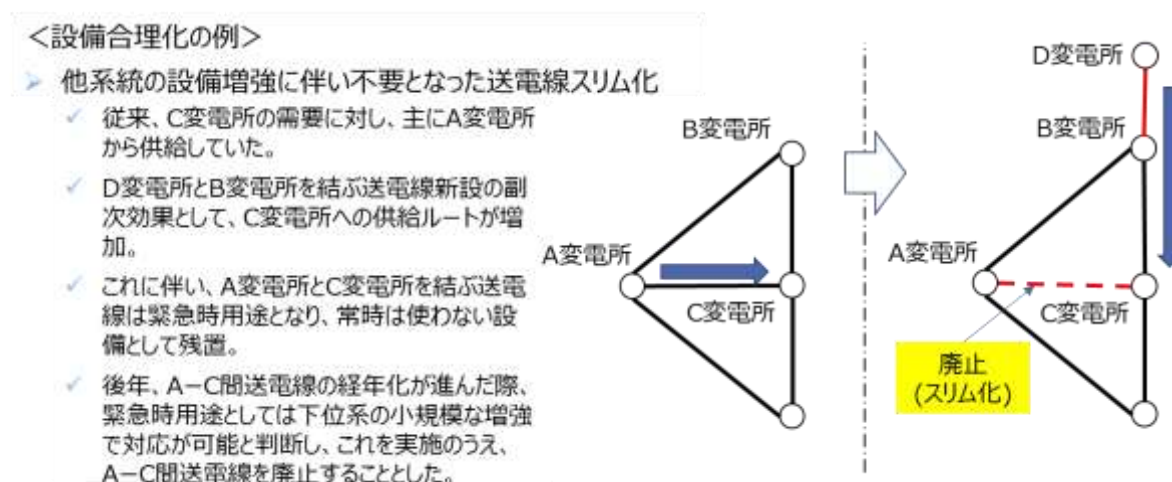 ＜設備合理化の例＞
他系統の設備増強に伴い不要となった送電線スリム化
従来、C変電所の需要に対し、主にA変電所
から供給していた。
D変電所とB変電所を結ぶ送電線新設の副
次効果として、C変電所への供給ルートが増
加。
これに伴い、A変電所とC変電所を結ぶ送電
線は緊急時用途となり、常時は使わない設
備として残置。
後年、A－C間送電線の経年化が進んだ際、
緊急時用途としては下位系の小規模な増強
で対応が可能と判断し、これを実施のうえ、
A－C間送電線を廃止することとした。
B変電所
A変電所
C変電所
D変電所
B変電所
A変電所
C変電所
廃止
(スリム化)